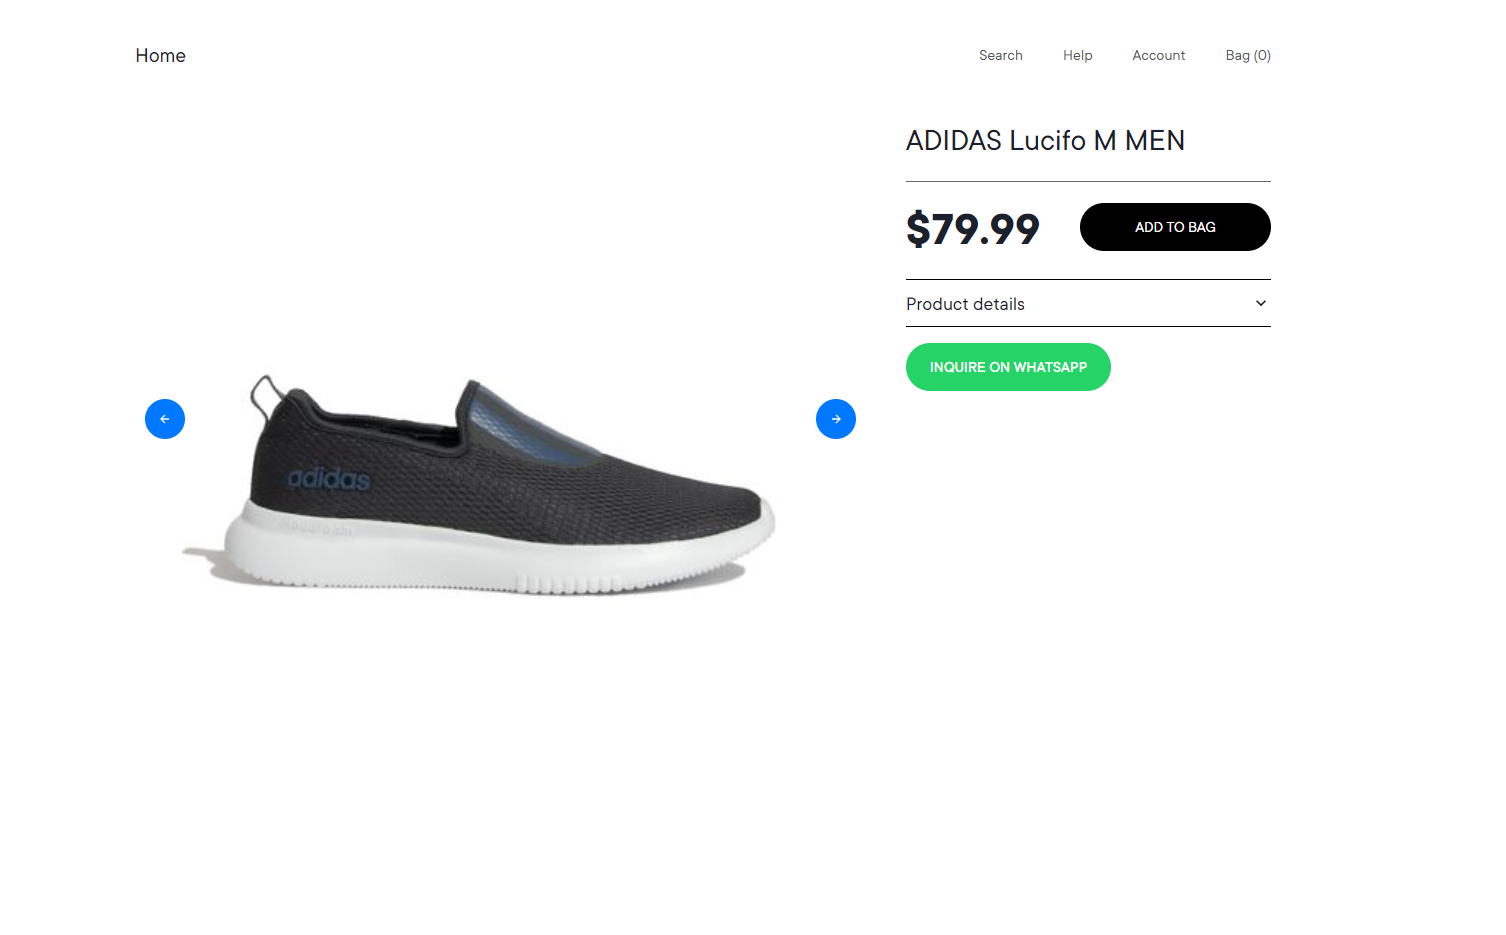 Home
Search Help Account Bag (0)
ADIDAS Lucifo M MEN
$79.99 ADD TO BAG
Product details
INQUIRE ON WHATSAPP
adidas